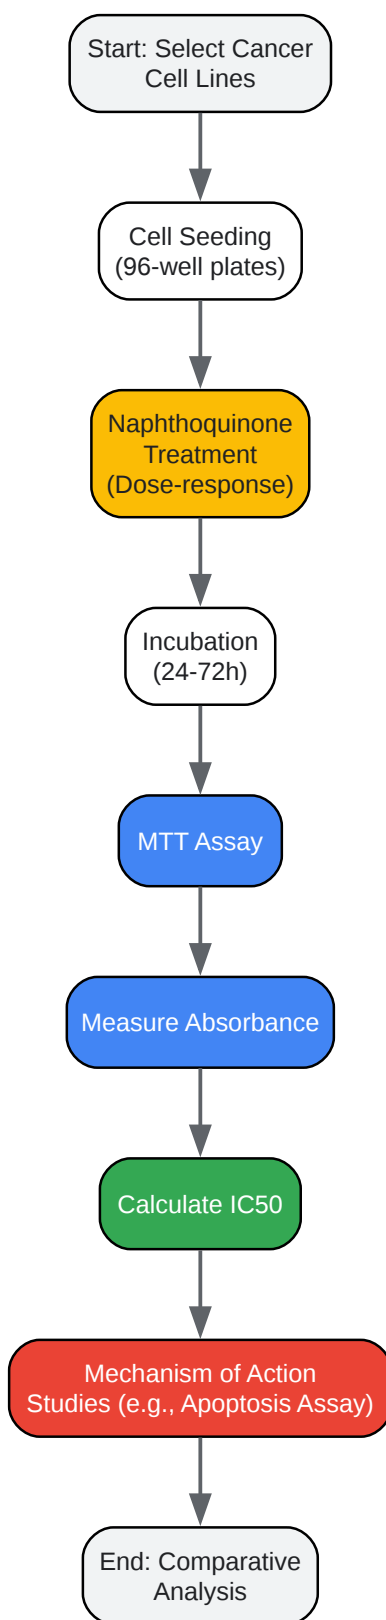 Start: Select Cancer
Cell Lines
Cell Seeding
(96-well plates)
Naphthoquinone
Treatment
(Dose-response)
Incubation
(24-72h)
MTT Assay
Measure Absorbance
Calculate IC50
Mechanism of Action
Studies (e.g., Apoptosis Assay)
End: Comparative
Analysis